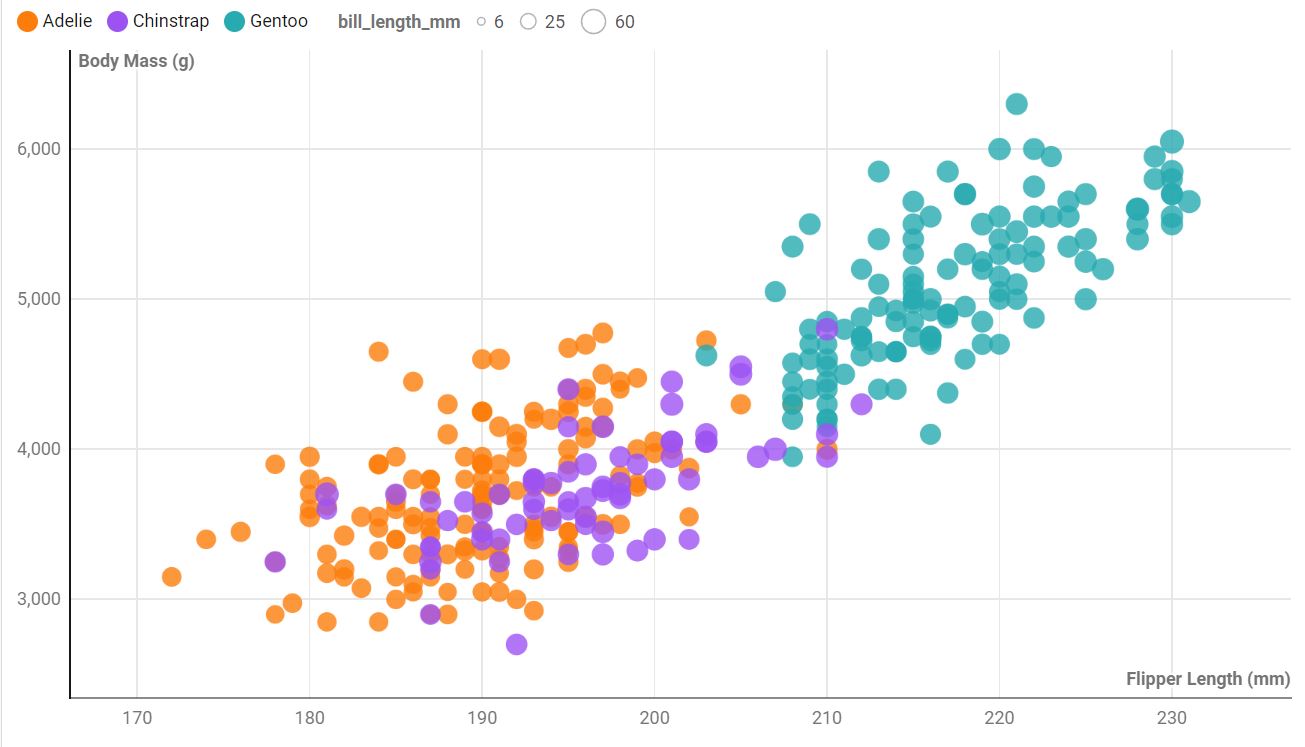 Adelie Chinstrap Gentoo bill_length_mm 6 25 60
Body Mass (g)
6,000
5,000
4,000
3,000
Flipper Length (mm)
170 180 190 200 210 220 230